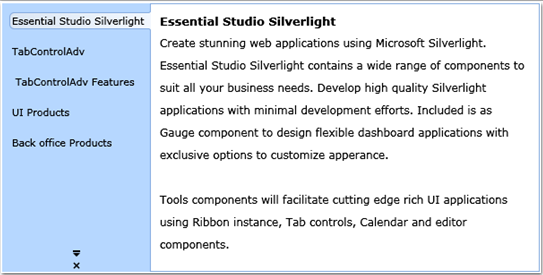 Essential Studio Silverlight
TabControlAdv
TabControlAdv Features
UI Products
Back office Products
Essential Studio Silverlight
Create stunning web applications using Microsoft Silverlight.
Essential Studio Silverlight contains a wide range of components to
suit all your business needs. Develop high quality Silverlight
applications with minimal development efforts. Included is as
Gauge component to design flexible dashboard applications with
exclusive options to customize apperance.
Tools components will facilitate cutting edge rich UI applications
using Ribbon instance, Tab controls, Calendar and editor
components.